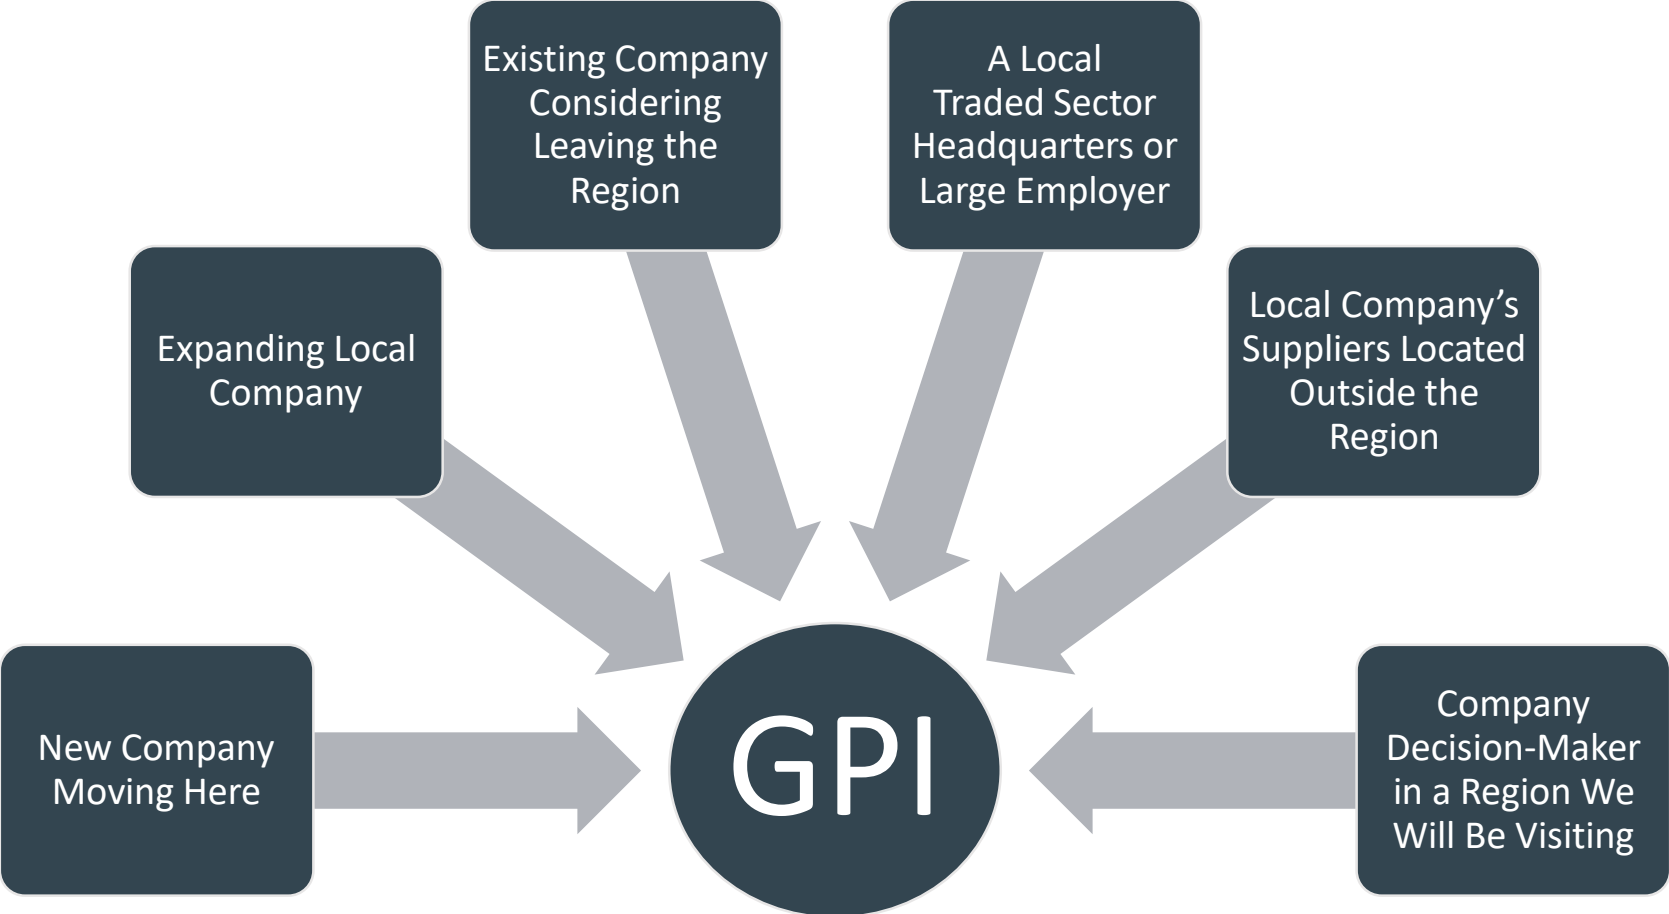 Existing Company
Considering
Leaving the
Region
A Local
Traded Sector
Headquarters or
Large Employer
Expanding Local
Company
Local Company’s
Suppliers Located
Outside the
Region
New Company
Moving Here
GPI
Company
Decision-Maker
in a Region We
Will Be Visiting